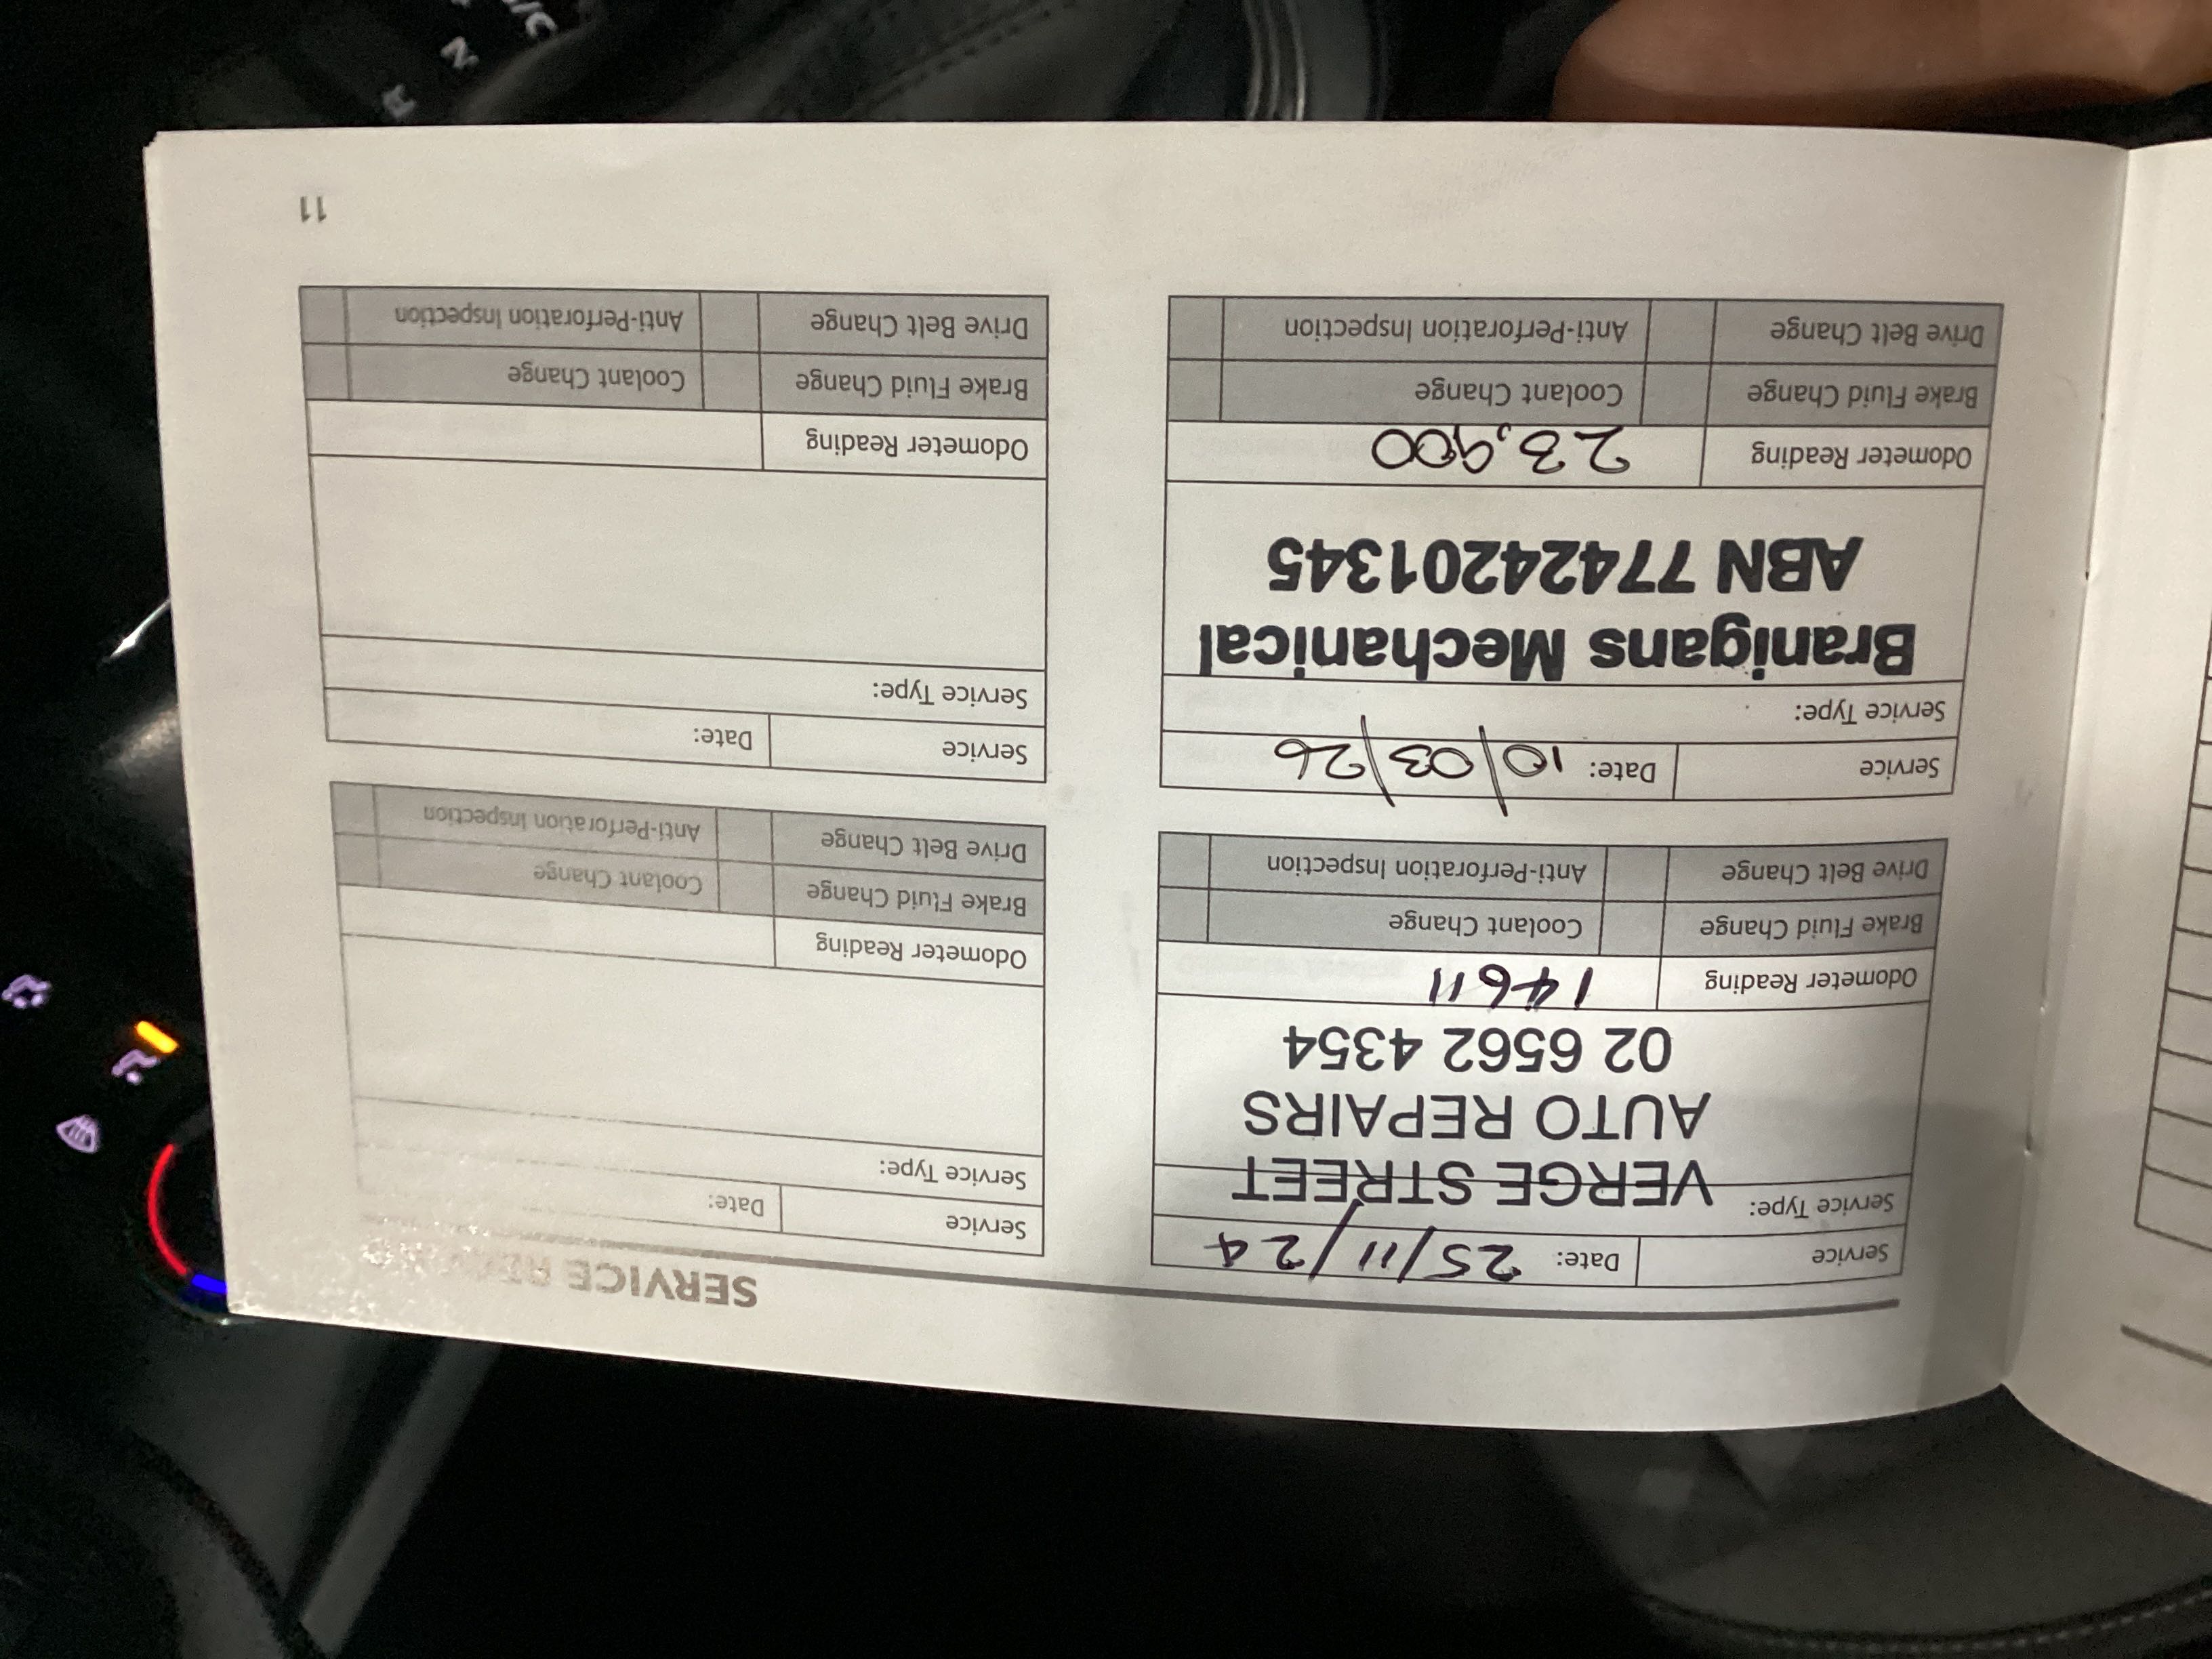 SERVICE
Service
Date: 25/11/24
Service Type:
VERGE STREET
AUTO REPAIRS
02 6562 4354
Odometer Reading
14611
Brake Fluid Change
Coolant Change
Drive Belt Change
Anti-Perforation Inspection
Service
Date: 10/03/26
Service Type:
Branigans Mechanical
ABN 77424201345
Odometer Reading
23,900
Brake Fluid Change
Coolant Change
Drive Belt Change
Anti-Perforation Inspection
Service
Date:
Service Type:
Odometer Reading
Brake Fluid Change
Coolant Change
Drive Belt Change
Anti-Perforation Inspection
Service
Date:
Service Type:
Odometer Reading
Brake Fluid Change
Coolant Change
Drive Belt Change
Anti-Perforation Inspection
11
R
N